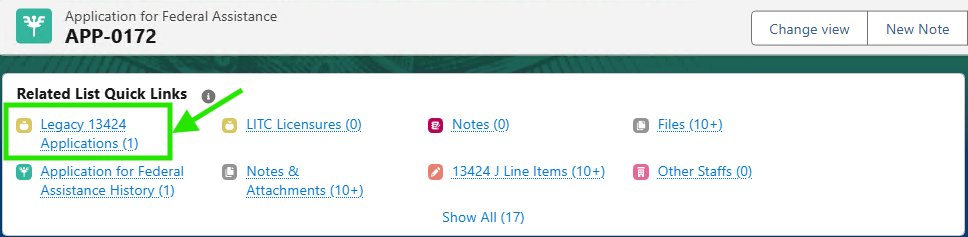 Application for Federal Assistance
APP-0172
Change view
New Note
Related List Quick Links
Legacy 13424
Applications (1)
LITC Licensures (0)
Notes (0)
Files (10+)
Application for Federal
Assistance History (1)
Notes &
Attachments (10+)
13424 J Line Items (10+)
Other Staffs (0)
Show All (17)